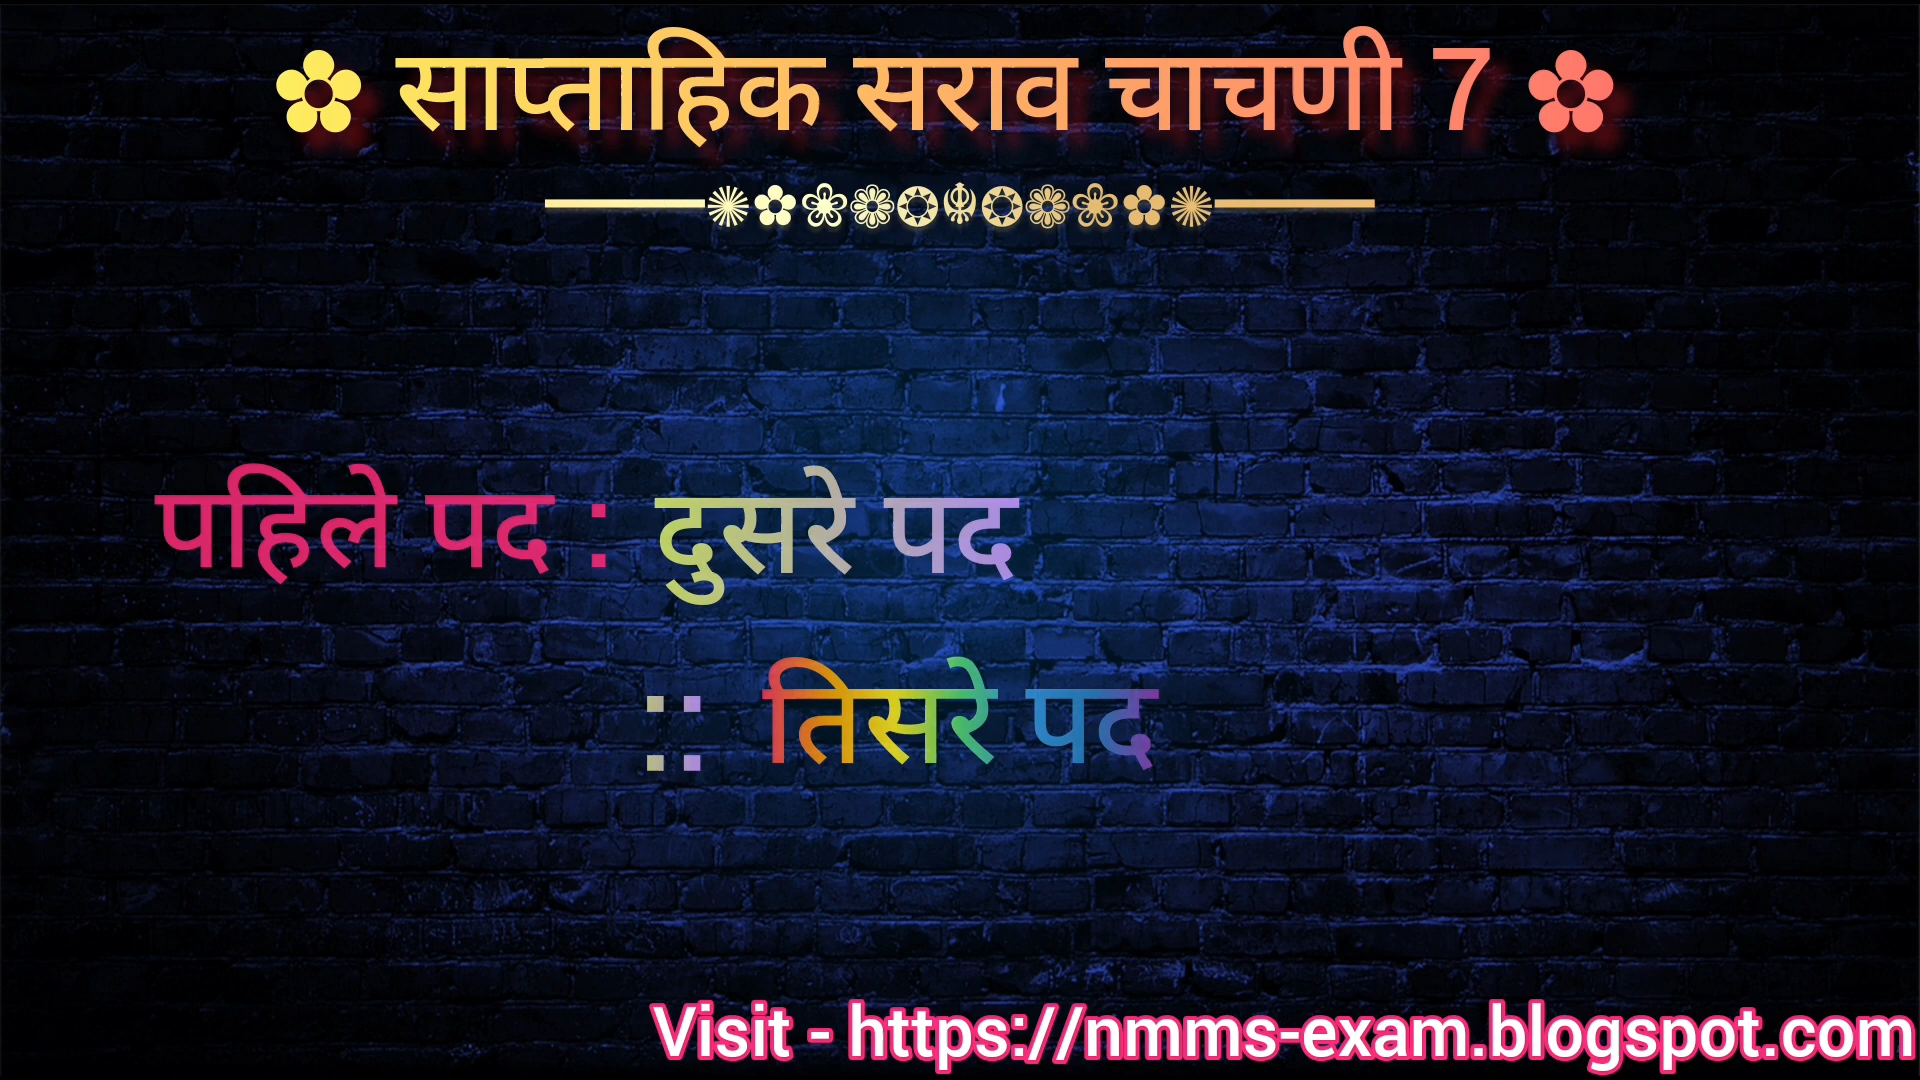 ✿ साप्ताहिक सराव चाचणी 7 ✿
पहिले पद : दुसरे पद
:: तिसरे पद
Visit - https://nmms-exam.blogspot.com